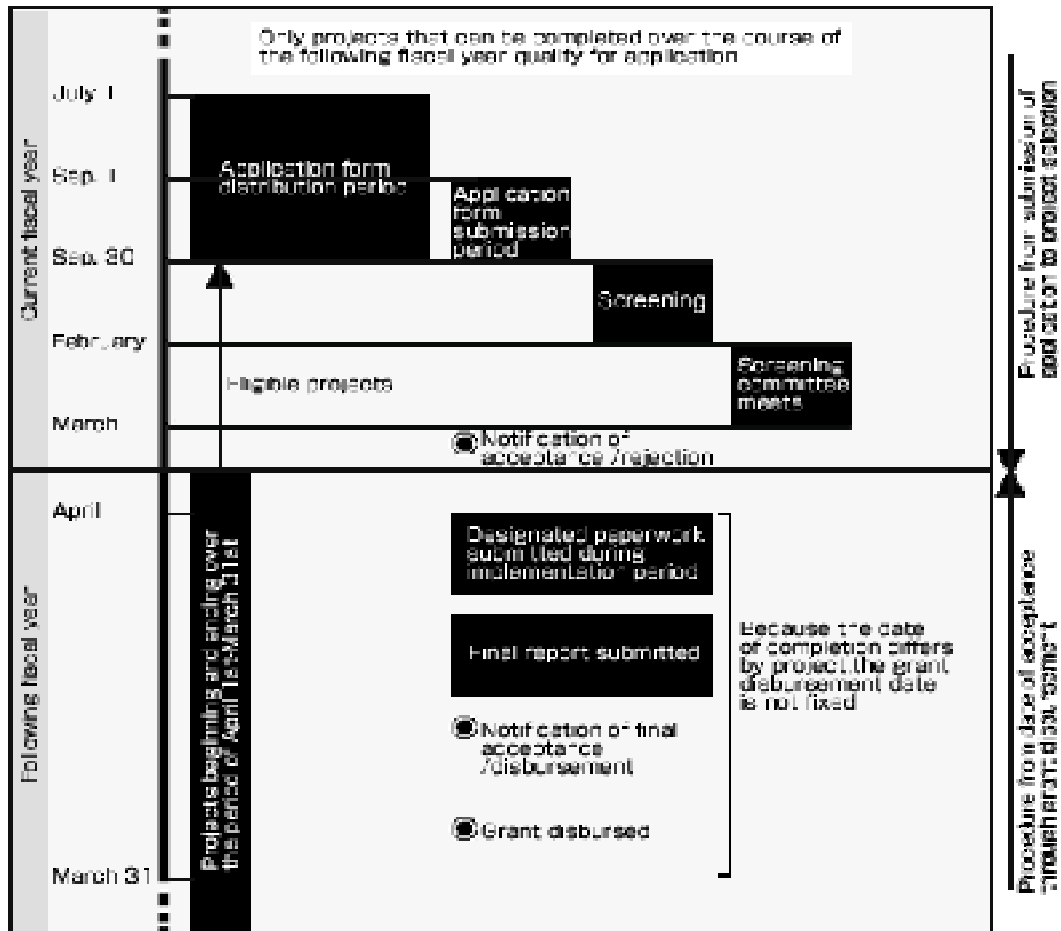 Only projects that can be completed over the course of
the following fiscal year quality for application
Current fiscal year
July 1
Application form
distribution period
Sep. 1
Application
form
submission
period
Sep. 30
Screening
February
Screening
committee
meets
Eligible projects
March
Notification of
acceptance /rejection
Procedure from submission of
application to project selection
Following fiscal year
April
Projects beginning and ending over
the period of April 1st-March 31st
Designated paperwork
submitted during
implementation period
Final report submitted
Because the date
of completion differs
by project,the grant
disbursement date
is not fixed
Notification of final
acceptance
/disbursement
Grant disbursed
March 31
Procedure from date of acceptance
through grant disbursement